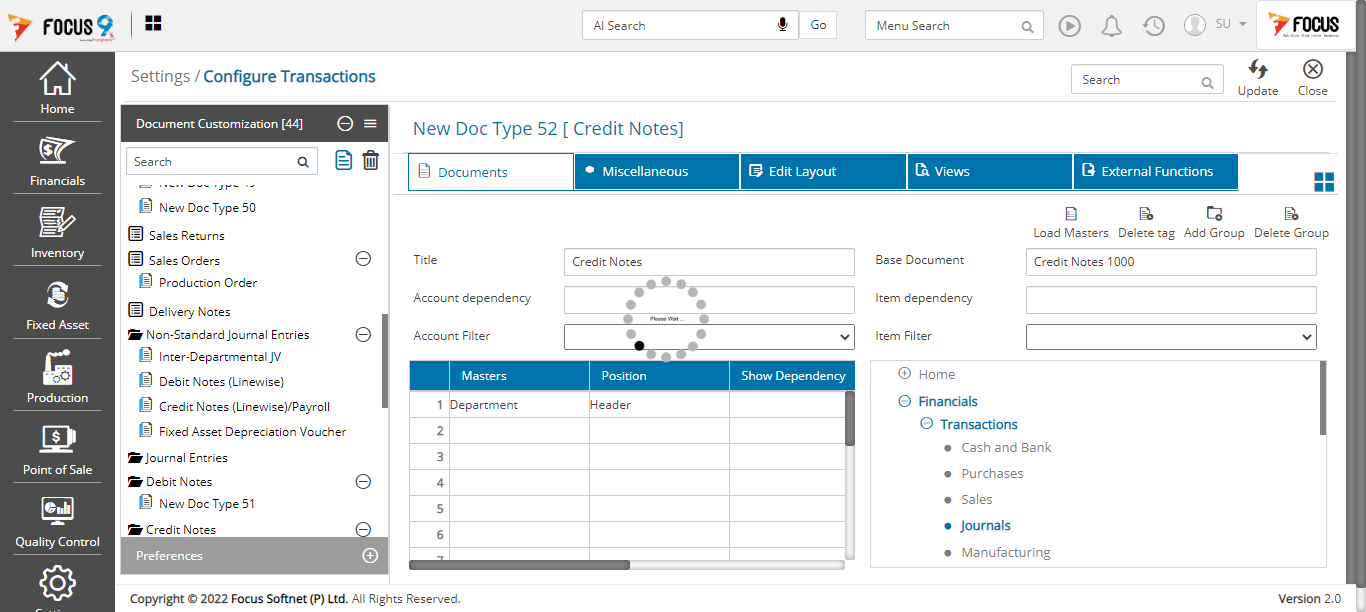 FOCUS 9
AI Search
Go
Menu Search
SU
FOCUS
Home
Financials
Inventory
Fixed Asset
Production
Point of Sale
Quality Control
Settings / Configure Transactions
Search
Update
Close
Document Customization [44]
Search
New Doc Type 49
New Doc Type 50
Sales Returns
Sales Orders
Production Order
Delivery Notes
Non-Standard Journal Entries
Inter-Departmental JV
Debit Notes (Linewise)
Credit Notes (Linewise)/Payroll
Fixed Asset Depreciation Voucher
Journal Entries
Debit Notes
New Doc Type 51
Credit Notes
Preferences
New Doc Type 52 [ Credit Notes]
Documents
Miscellaneous
Edit Layout
Views
External Functions
Load Masters
Delete tag
Add Group
Delete Group
Title
Credit Notes
Base Document
Credit Notes 1000
Account dependency
Item dependency
Please Wait ...
Account Filter
Item Filter
Masters Position Show Dependency
1 Department Header
2
3
4
5
6
7
Home
Financials
Transactions
Cash and Bank
Purchases
Sales
Journals
Manufacturing
Copyright © 2022 Focus Softnet (P) Ltd. All Rights Reserved.
Version 2.0